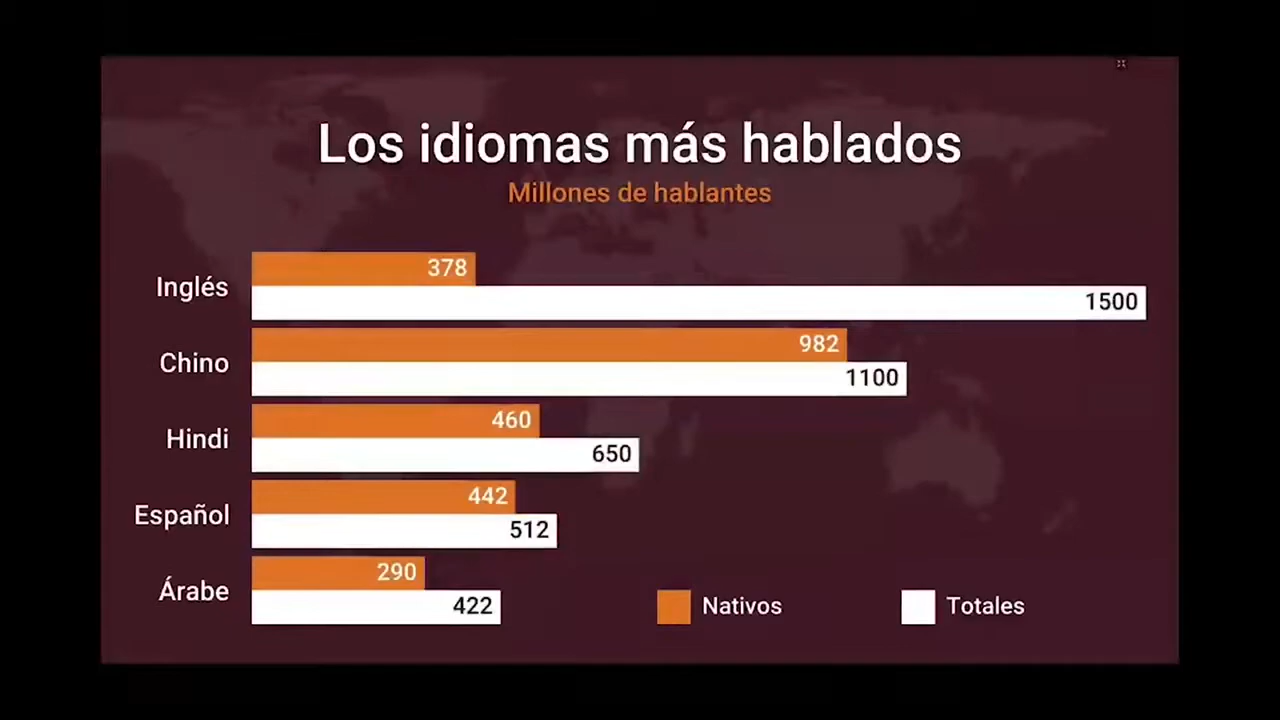 Los idiomas más hablados
Millones de hablantes
Inglés
378
1500
Chino
982
1100
Hindi
460
650
Español
442
512
Árabe
290
422
Nativos
Totales